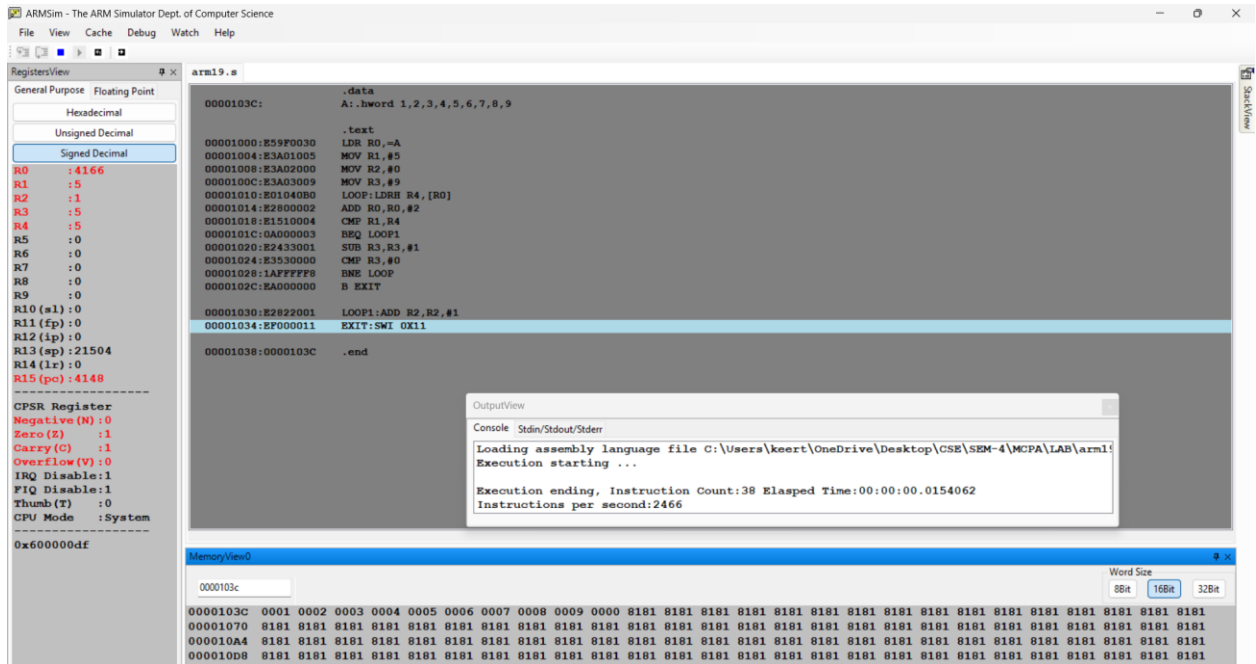 ARMSim - The ARM Simulator Dept. of Computer Science
File View Cache Debug Watch Help
RegistersView
General Purpose Floating Point
Hexadecimal
Unsigned Decimal
Signed Decimal
R0 :4166
R1 :5
R2 :1
R3 :5
R4 :5
R5 :0
R6 :0
R7 :0
R8 :0
R9 :0
R10(sl):0
R11(fp):0
R12(ip):0
R13(sp):21504
R14(lr):0
R15(pc):4148
------------------
CPSR Register
Negative(N):0
Zero(Z) :1
Carry(C) :1
Overflow(V):0
IRQ Disable:1
FIQ Disable:1
Thumb(T) :0
CPU Mode :System
------------------
0x600000df
arm19.s
.data
0000103C: A:.hword 1,2,3,4,5,6,7,8,9
.text
00001000:E59F0030 LDR R0,=A
00001004:E3A01005 MOV R1,#5
00001008:E3A02000 MOV R2,#0
0000100C:E3A03009 MOV R3,#9
00001010:E01040B0 LOOP:LDRH R4,[R0]
00001014:E2800002 ADD R0,R0,#2
00001018:E1510004 CMP R1,R4
0000101C:0A000003 BEQ LOOP1
00001020:E2433001 SUB R3,R3,#1
00001024:E3530000 CMP R3,#0
00001028:1AFFFFF8 BNE LOOP
0000102C:EA000000 B EXIT
00001030:E2822001 LOOP1:ADD R2,R2,#1
00001034:EF000011 EXIT:SWI 0X11
00001038:0000103C .end
StackView
OutputView
Console Stdin/Stdout/Stderr
Loading assembly language file C:\Users\keert\OneDrive\Desktop\CSE\SEM-4\MCPA\LAB\arm19
Execution starting ...
Execution ending, Instruction Count:38 Elasped Time:00:00:00.0154062
Instructions per second:2466
MemoryView0
0000103c
Word Size
8Bit 16Bit 32Bit
0000103C 0001 0002 0003 0004 0005 0006 0007 0008 0009 0000 8181 8181 8181 8181 8181 8181 8181 8181 8181 8181 8181 8181 8181 8181 8181 8181
00001070 8181 8181 8181 8181 8181 8181 8181 8181 8181 8181 8181 8181 8181 8181 8181 8181 8181 8181 8181 8181 8181 8181 8181 8181 8181 8181
000010A4 8181 8181 8181 8181 8181 8181 8181 8181 8181 8181 8181 8181 8181 8181 8181 8181 8181 8181 8181 8181 8181 8181 8181 8181 8181 8181
000010D8 8181 8181 8181 8181 8181 8181 8181 8181 8181 8181 8181 8181 8181 8181 8181 8181 8181 8181 8181 8181 8181 8181 8181 8181 8181 8181